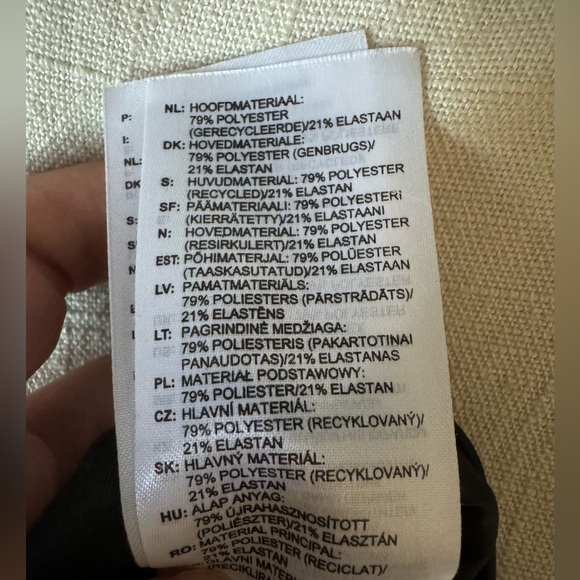 NL: HOOFDMATERIAAL:
79% POLYESTER
(GERECYCLEERDE)/21% ELASTAAN
DK: HOVEDMATERIALE:
79% POLYESTER (GENBRUGS)/
21% ELASTAN
S: HUVUDMATERIAL: 79% POLYESTER
(RECYCLED)/21% ELASTAN
SF: PÄÄMATERIAALI: 79% POLYESTERi
(KIERRÄTETTY)/21% ELASTAANI
N: HOVEDMATERIAL: 79% POLYESTER
(RESIRKULERT)/21% ELASTAN
EST: PÕHIMATERJAL: 79% POLÜESTER
(TAASKASUTATUD)/21% ELASTAAN
LV: PAMATMATERIĀLS:
79% POLIESTERS (PĀRSTRĀDĀTS)/
21% ELASTĒNS
LT: PAGRINDINĖ MEDŽIAGA:
79% POLIESTERIS (PAKARTOTINAI
PANAUDOTAS)/21% ELASTANAS
PL: MATERIAŁ PODSTAWOWY:
79% POLIESTER/21% ELASTAN
CZ: HLAVNÍ MATERIÁL:
79% POLYESTER (RECYKLOVANÝ)/
21% ELASTAN
SK: HLAVNÝ MATERIÁL:
79% POLYESTER (RECYKLOVANÝ)/
21% ELASTAN
HU: ALAP ANYAG:
79% ÚJRAHASZNOSÍTOTT
(POLIÉSZTER)/21% ELASZTÁN
RO: MATERIAL PRINCIPAL:
79% POLIESTER (RECICLAT)/
21% ELASTAN
P:
I:
NL:
DK
S: